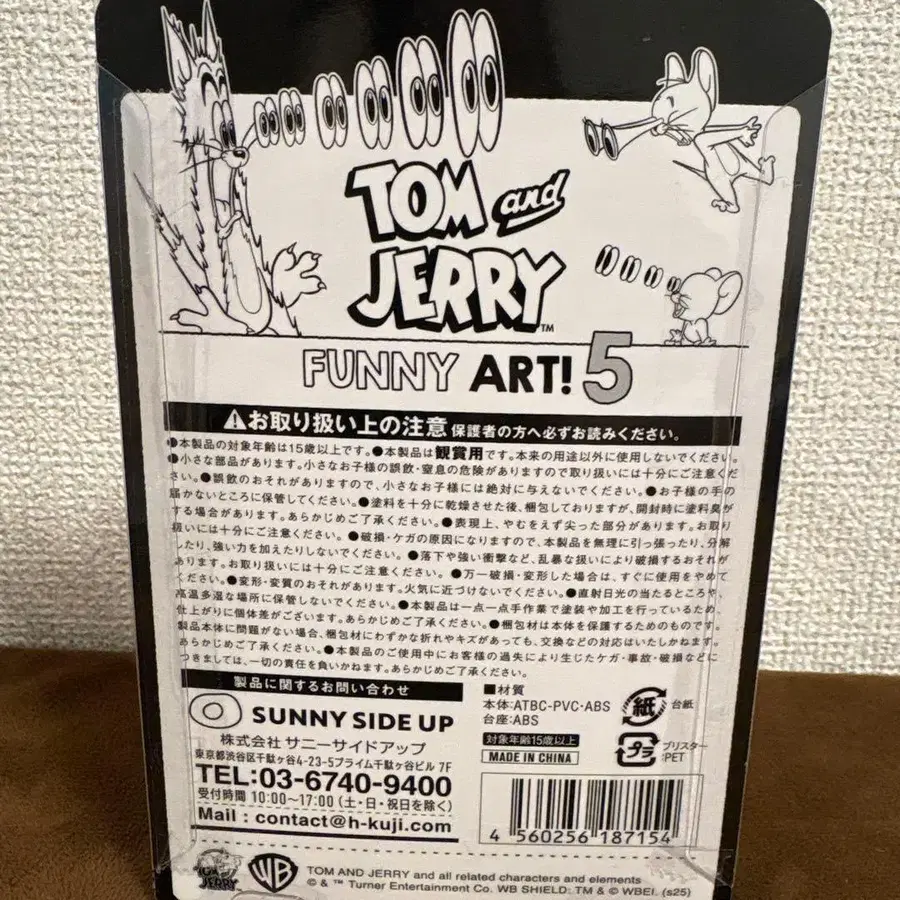 TOM and
JERRY™
FUNNY ART! 5
⚠お取り扱い上の注意 保護者の方へ必ずお読みください。
●本製品の対象年齢は15歳以上です。●本製品は観賞用です。本来の用途以外に使用しないでください。
●小さな部品があります。小さなお子様の誤飲・窒息の危険がありますので取り扱いには十分にご注意くだ
さい。●誤飲のおそれがありますので、小さなお子様には絶対に与えないでください。●お子様の手の
届かないところに保管してください。●塗料を十分に乾燥させた後、梱包しておりますが、開封時に塗料臭が
する場合があります。あらかじめご了承ください。●表現上、やむをえず尖った部分があります。お取り
扱いには十分にご注意ください。●破損・ケガの原因になりますので、本製品を無理に引っ張ったり、分解
したり、強い力を加えたりしないでください。●落下や強い衝撃など、乱暴な扱いにより破損するおそれが
あります。お取り扱いには十分にご注意ください。●万一破損・変形した場合は、すぐに使用をやめて
ください。●変形・変質のおそれがあります。火気に近づけないでください。●直射日光の当たるところや、
高温多湿な場所に保管しないでください。●本製品は一点一点手作業で塗装や加工を行っているため、
仕上がりに個体差がございます。あらかじめご了承ください。●梱包材は本体を保護するためのものです。
製品本体に問題がない場合、梱包材にわずかな折れやキズがあっても、交換などの対応はいたしかねます。
あらかじめご了承ください。●本製品のご使用中にお客様の過失により生じたケガ・事故・破損などに
つきましては、一切の責任を負いかねます。あらかじめご了承ください。
製品に関するお問い合わせ
SUNNY SIDE UP
株式会社 サニーサイドアップ
東京都渋谷区千駄ヶ谷4-23-5プライム千駄ヶ谷ビル 7F
TEL:03-6740-9400
受付時間 10:00〜17:00(土・日・祝日を除く)
Mail : contact@h-kuji.com
■材質
本体:ATBC-PVC・ABS
台座:ABS
対象年齢15歳以上
MADE IN CHINA
紙 台紙
プラ ブリスター
:PET
4 560256 187154
TOM and JERRY
WB
TOM AND JERRY and all related characters and elements
© & ™ Turner Entertainment Co. WB SHIELD: TM & © WBEI. (s25)